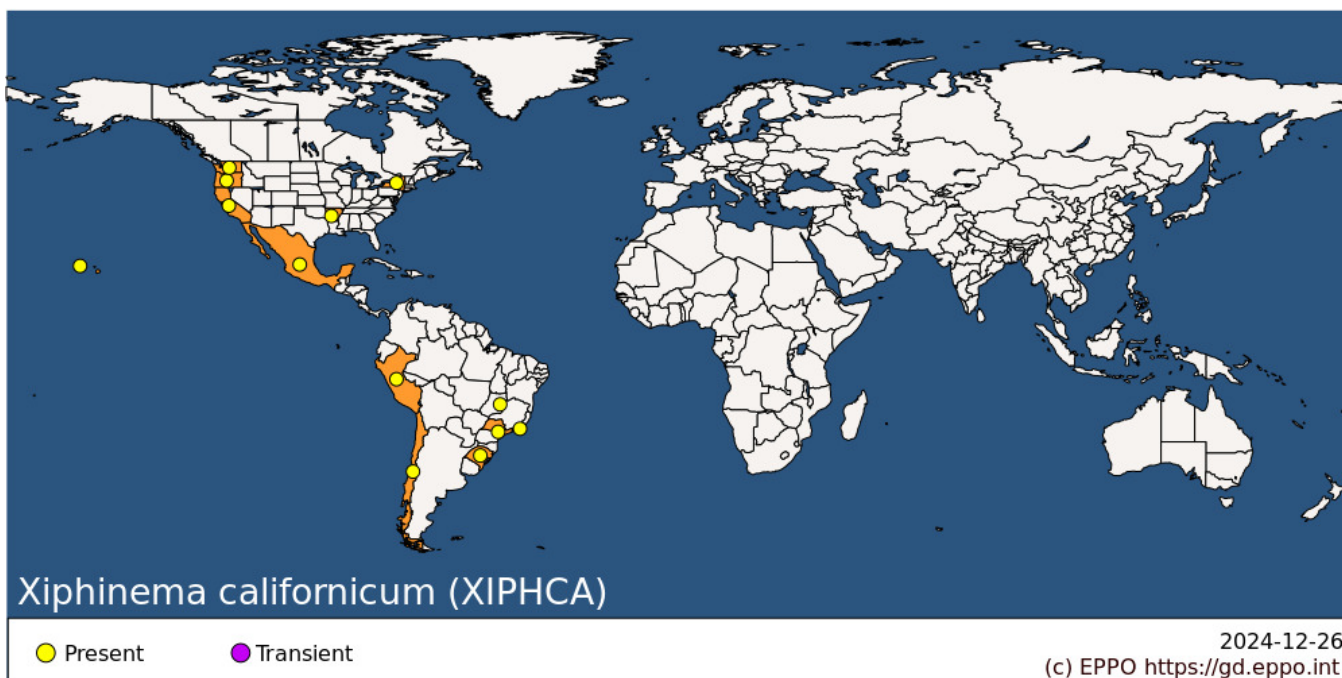 Xiphinema californicum (XIPHCA)
Present
Transient
2024-12-26
(c) EPPO https://gd.eppo.int